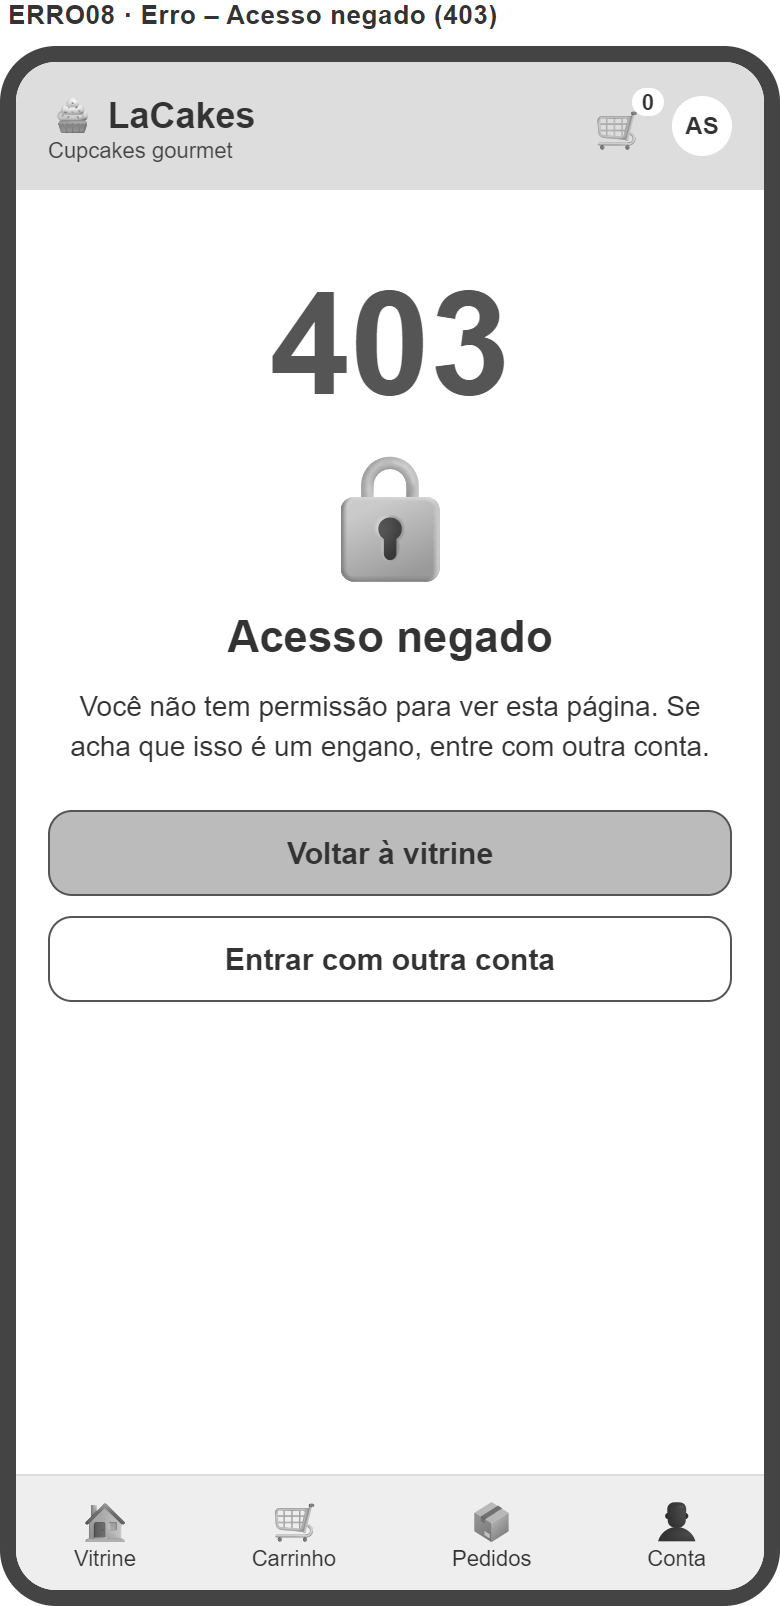 ERRO08 · Erro – Acesso negado (403)
LaCakes
Cupcakes gourmet
0
AS
403
Acesso negado
Você não tem permissão para ver esta página. Se
acha que isso é um engano, entre com outra conta.
Voltar à vitrine
Entrar com outra conta
Vitrine
Carrinho
Pedidos
Conta